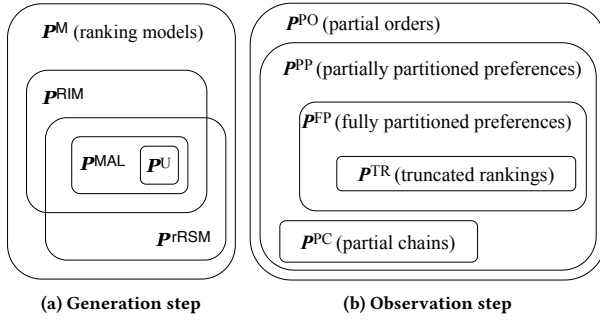 P^M (ranking models)
P^RIM
P^MAL
P^U
P^rRSM
(a) Generation step
P^PO (partial orders)
P^PP (partially partitioned preferences)
P^FP (fully partitioned preferences)
P^TR (truncated rankings)
P^PC (partial chains)
(b) Observation step